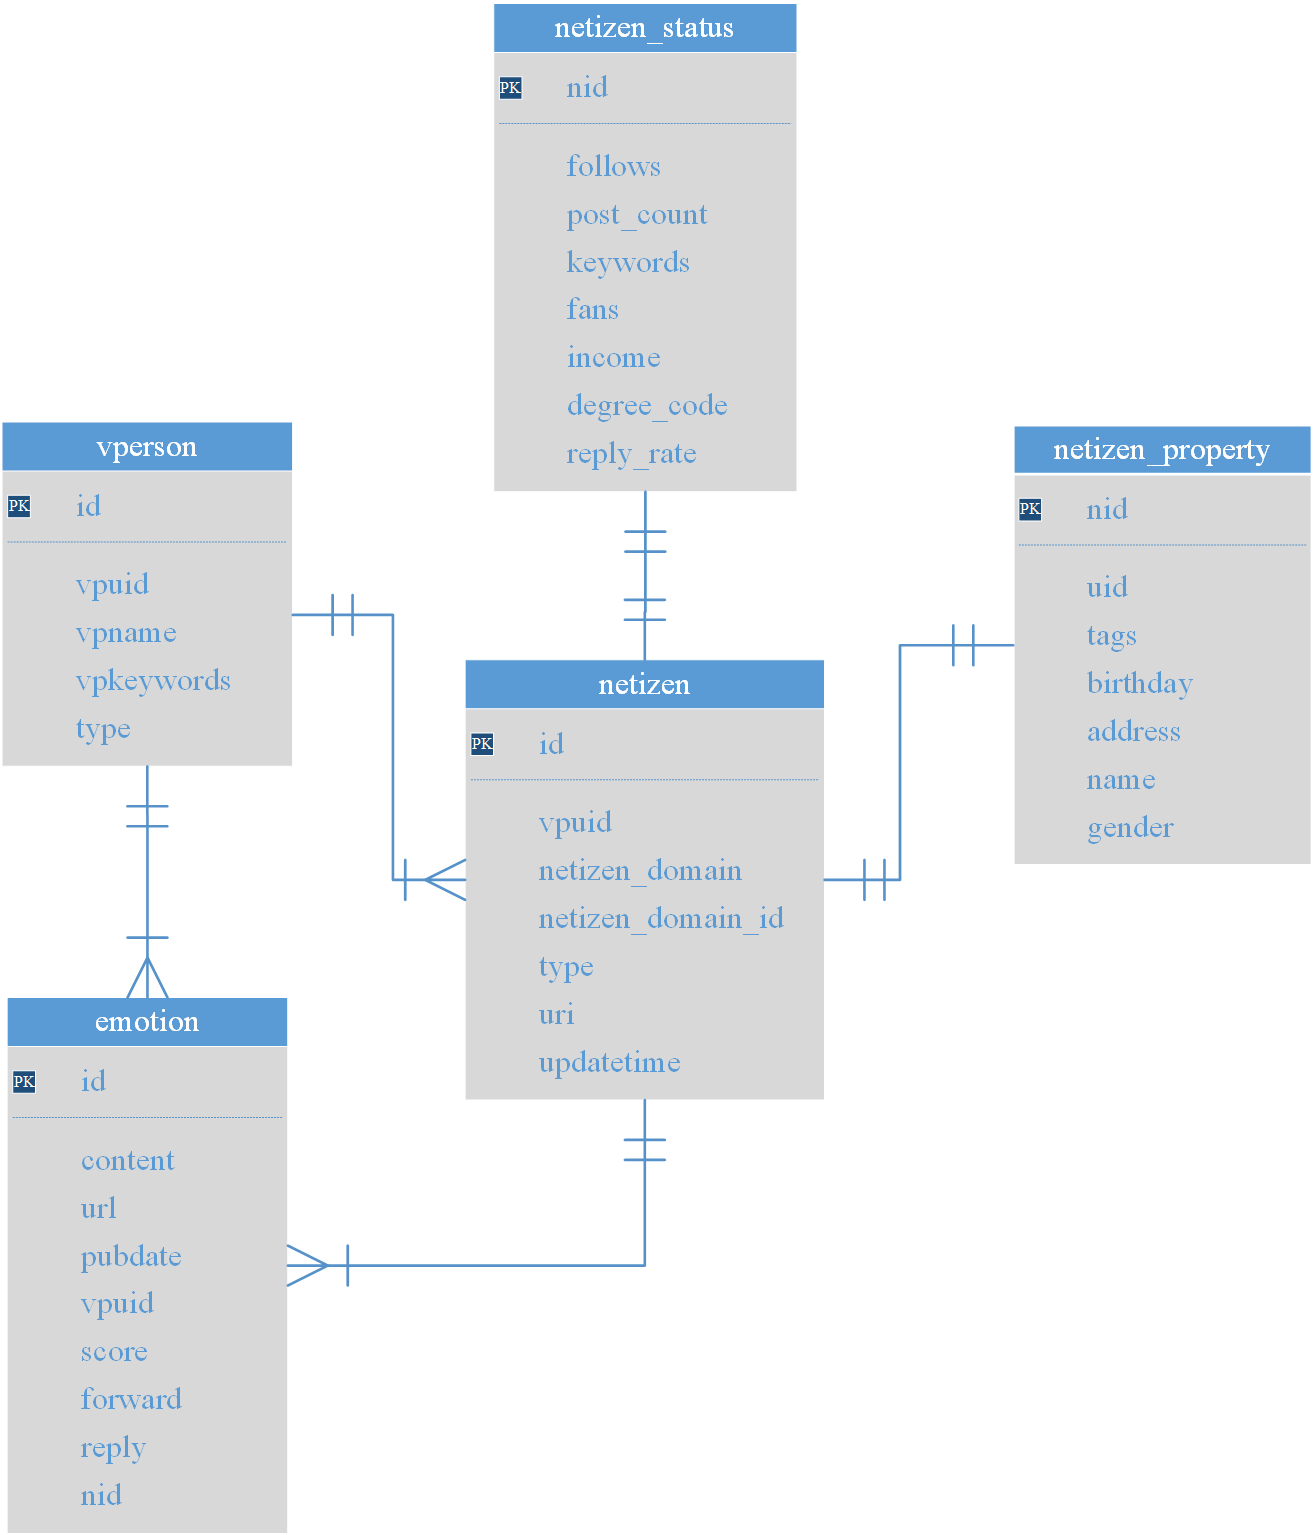 netizen_status
PK nid
follows
post_count
keywords
fans
income
degree_code
reply_rate
vperson
PK id
vpuid
vpname
vpkeywords
type
netizen_property
PK nid
uid
tags
birthday
address
name
gender
netizen
PK id
vpuid
netizen_domain
netizen_domain_id
type
uri
updatetime
emotion
PK id
content
url
pubdate
vpuid
score
forward
reply
nid